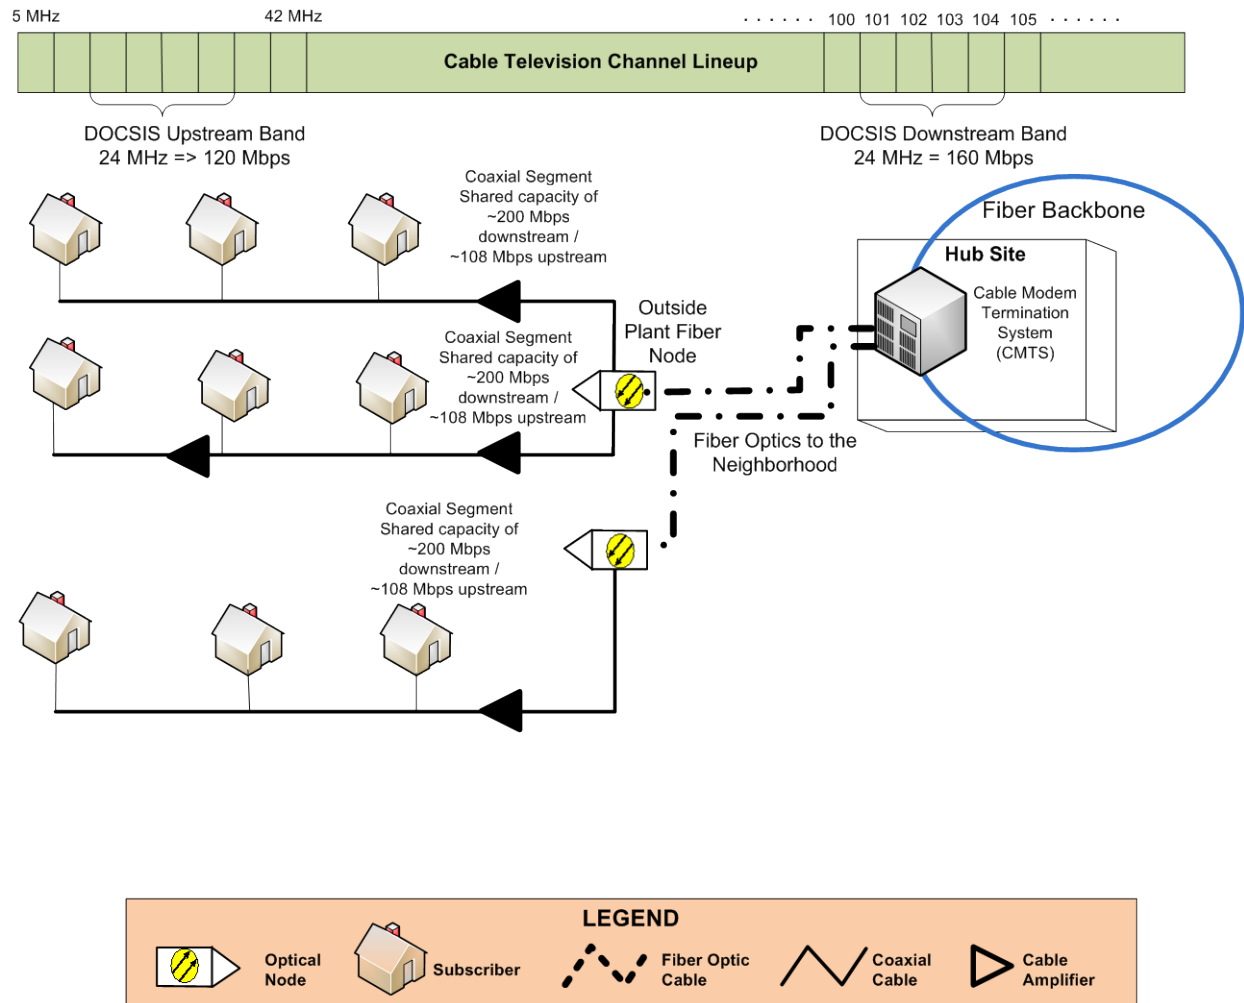 5 MHz
42 MHz
. . . . . . 100 101 102 103 104 105 . . . . . .
Cable Television Channel Lineup
DOCSIS Upstream Band
24 MHz => 120 Mbps
DOCSIS Downstream Band
24 MHz = 160 Mbps
Coaxial Segment
Shared capacity of
~200 Mbps
downstream /
~108 Mbps upstream
Fiber Backbone
Hub Site
Cable Modem
Termination
System
(CMTS)
Outside
Plant Fiber
Node
Coaxial Segment
Shared capacity of
~200 Mbps
downstream /
~108 Mbps upstream
Fiber Optics to the
Neighborhood
Coaxial Segment
Shared capacity of
~200 Mbps
downstream /
~108 Mbps upstream
LEGEND
Optical
Node
Subscriber
Fiber Optic
Cable
Coaxial
Cable
Cable
Amplifier